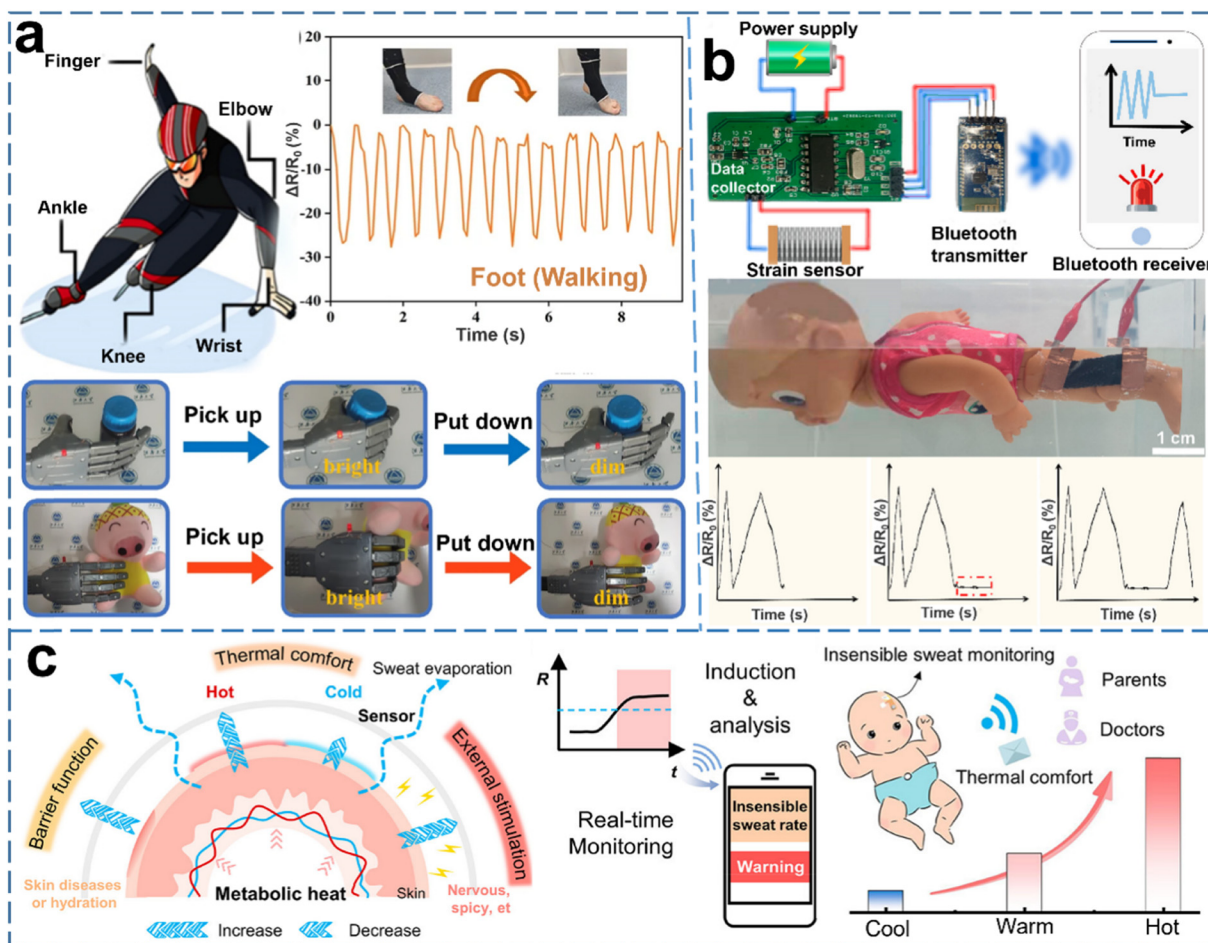 a
Finger
Elbow
Ankle
Knee
Wrist
ΔR/R₀ (%)
20
10
0
-10
-20
-30
-40
0
2
4
6
8
Foot (Walking)
Time (s)
Pick up
bright
Put down
dim
Pick up
bright
Put down
dim
b
Power supply
Data
collector
Strain sensor
Bluetooth
transmitter
Time
Bluetooth receiver
1 cm
ΔR/R₀ (%)
Time (s)
ΔR/R₀ (%)
Time (s)
ΔR/R₀ (%)
Time (s)
c
Thermal comfort
Sweat evaporation
Hot
Cold
Sensor
Barrier function
External stimulation
Skin diseases
or hydration
Metabolic heat
Skin
Nervous,
spicy, et
Increase
Decrease
R
t
Induction
&
analysis
Real-time
Monitoring
Insensible
sweat rate
Warning
Insensible sweat monitoring
Parents
Doctors
Thermal comfort
Cool
Warm
Hot